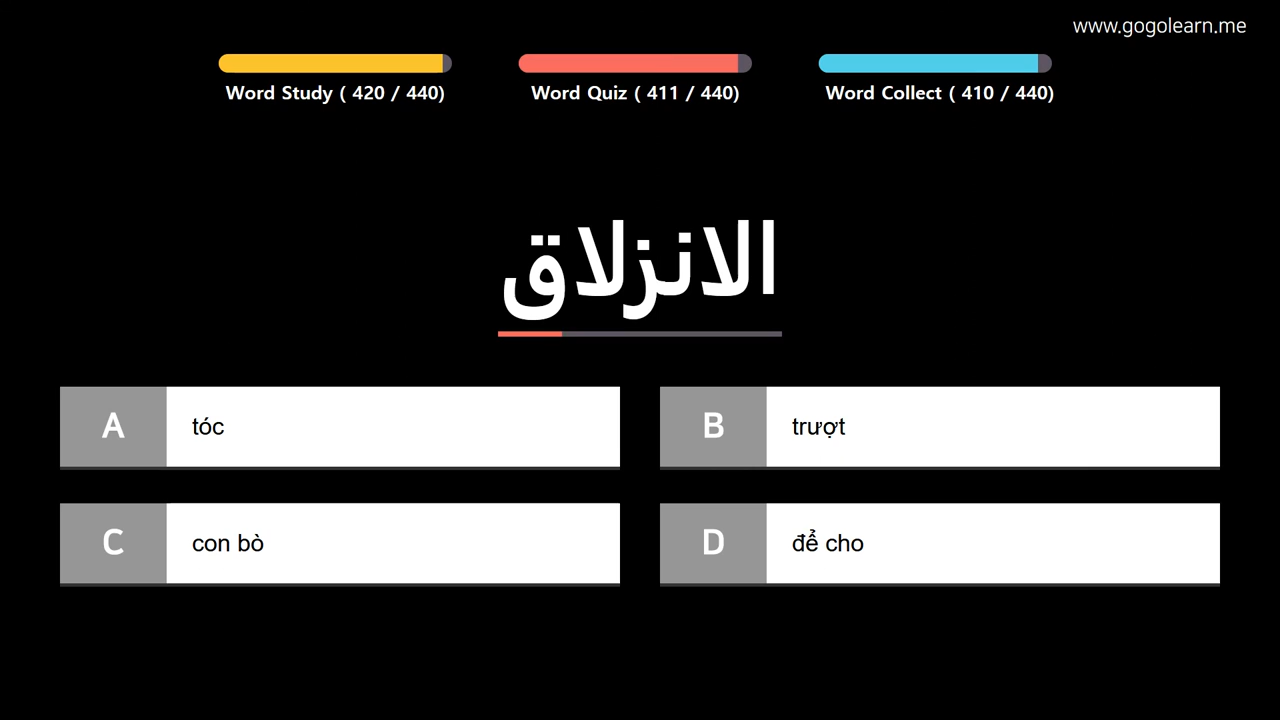 www.gogolearn.me
Word Study ( 420 / 440)
Word Quiz ( 411 / 440)
Word Collect ( 410 / 440)
الانزلاق
A tóc
B trượt
C con bò
D để cho